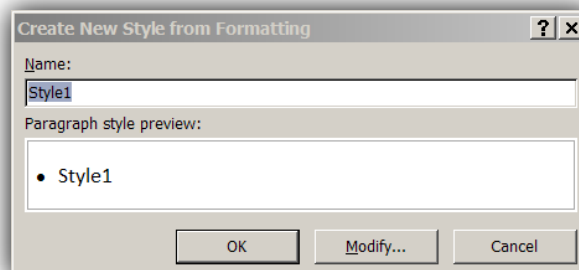 Create New Style from Formatting ? ×
Name:
Style1
Paragraph style preview:
• Style1
OK Modify... Cancel